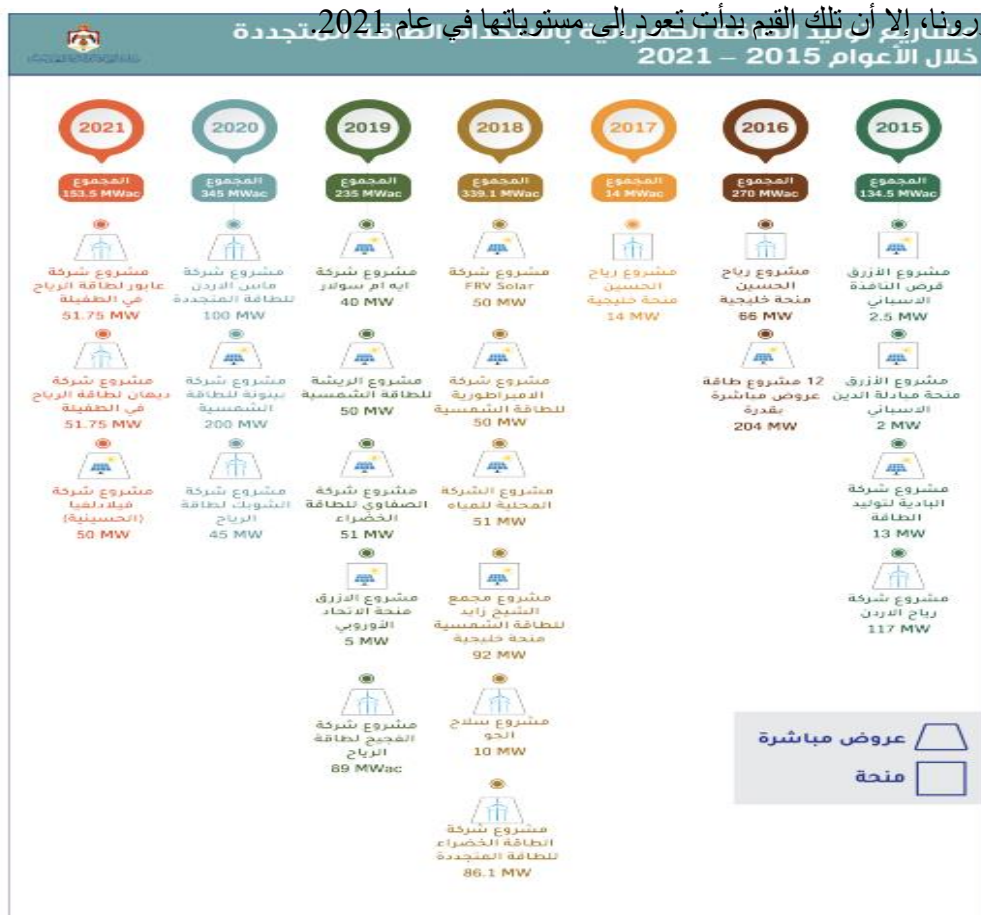 رونا، إلا أن تلك القيم بدأت تعود إلى مستوياتها في عام 2021.
مشاريع توليد الطاقة الكهربائية باستخدام الطاقة المتجددة
خلال الأعوام 2015 – 2021
2015
المجموع
134.5 MWac
مشروع الأزرق
قرض النافذة
الاسباني
2.5 MW
مشروع الأزرق
منحة مبادلة الدين
الاسباني
2 MW
مشروع شركة
البادية لتوليد
الطاقة
13 MW
مشروع شركة
رياح الاردن
117 MW
2016
المجموع
270 MWac
مشروع رياح
الحسين
منحة خليجية
66 MW
12 مشروع طاقة
عروض مباشرة
بقدرة
204 MW
2017
المجموع
14 MWac
مشروع رياح
الحسين
منحة خليجية
14 MW
2018
المجموع
339.1 MWac
مشروع شركة
FRV Solar
50 MW
مشروع شركة
الامبراطورية
للطاقة الشمسية
50 MW
مشروع الشركة
المحلية للمياه
51 MW
مشروع مجمع
الشيخ زايد
للطاقة الشمسية
منحة خليجية
92 MW
مشروع سلاح
الجو
10 MW
مشروع شركة
الطاقة الخضراء
للطاقة المتجددة
86.1 MW
2019
المجموع
235 MWac
مشروع شركة
ايه ام سولار
40 MW
مشروع الريشة
للطاقة الشمسية
50 MW
مشروع شركة
الصفاوي للطاقة
الخضراء
51 MW
مشروع الازرق
منحة الاتحاد
الأوروبي
5 MW
مشروع شركة
الفجيج لطاقة
الرياح
89 MWac
2020
المجموع
345 MWac
مشروع شركة
ماس الاردن
للطاقة المتجددة
100 MW
مشروع شركة
بينونة للطاقة
الشمسية
200 MW
مشروع شركة
الشوبك لطاقة
الرياح
45 MW
2021
المجموع
153.5 MWac
مشروع شركة
عابور لطاقة الرياح
في الطفيلة
51.75 MW
مشروع شركة
ديهان لطاقة الرياح
في الطفيلة
51.75 MW
مشروع شركة
فيلادلفيا
(الحسينية)
50 MW
عروض مباشرة
منحة